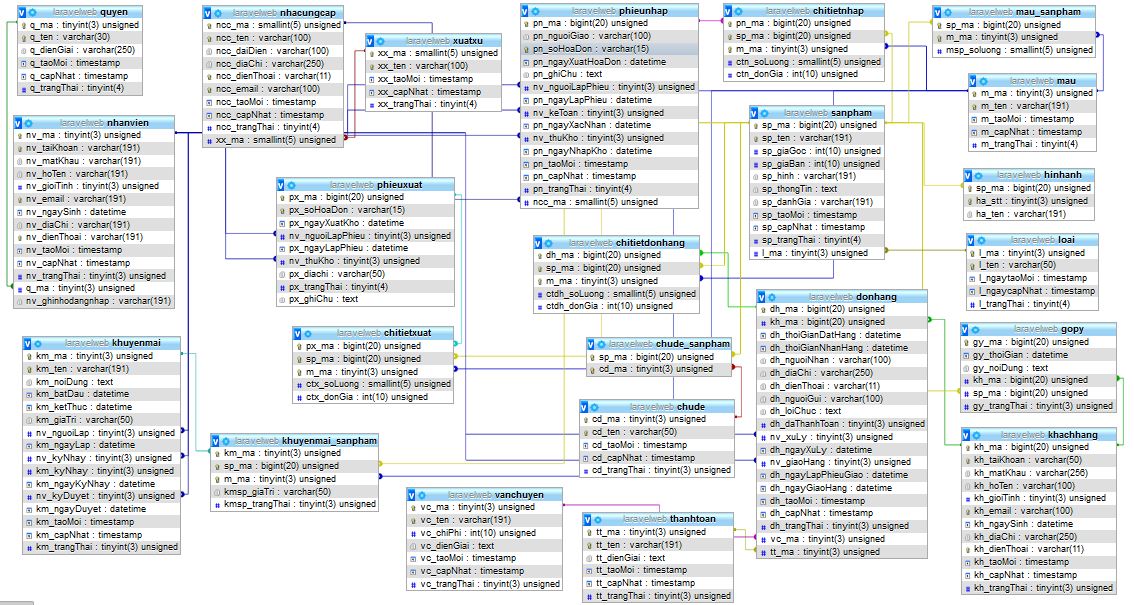 laravelweb quyen
q_ma : tinyint(3) unsigned
q_ten : varchar(30)
q_dienGiai : varchar(250)
q_taoMoi : timestamp
q_capNhat : timestamp
q_trangThai : tinyint(4)
laravelweb nhacungcap
ncc_ma : smallint(5) unsigned
ncc_ten : varchar(100)
ncc_daiDien : varchar(100)
ncc_diaChi : varchar(250)
ncc_dienThoai : varchar(11)
ncc_email : varchar(100)
ncc_taoMoi : timestamp
ncc_capNhat : timestamp
ncc_trangThai : tinyint(4)
xx_ma : smallint(5) unsigned
laravelweb xuatxu
xx_ma : smallint(5) unsigned
xx_ten : varchar(100)
xx_taoMoi : timestamp
xx_capNhat : timestamp
xx_trangThai : tinyint(4)
laravelweb phieunhap
pn_ma : bigint(20) unsigned
pn_nguoiGiao : varchar(100)
pn_soHoaDon : varchar(15)
pn_ngayXuatHoaDon : datetime
pn_ghiChu : text
nv_nguoiLapPhieu : tinyint(3) unsigned
pn_ngayLapPhieu : datetime
nv_keToan : tinyint(3) unsigned
pn_ngayXaoNhan : datetime
nv_thuKho : tinyint(3) unsigned
pn_ngayNhapKho : datetime
pn_taoMoi : timestamp
pn_capNhat : timestamp
pn_trangThai : tinyint(4)
ncc_ma : smallint(5) unsigned
laravelweb chitietnhap
pn_ma : bigint(20) unsigned
sp_ma : bigint(20) unsigned
m_ma : tinyint(3) unsigned
ctn_soLuong : smallint(5) unsigned
ctn_donGia : int(10) unsigned
laravelweb mau_sanpham
sp_ma : bigint(20) unsigned
m_ma : tinyint(3) unsigned
msp_soluong : smallint(5) unsigned
laravelweb mau
m_ma : tinyint(3) unsigned
m_ten : varchar(191)
m_taoMoi : timestamp
m_capNhat : timestamp
m_trangThai : tinyint(4)
laravelweb nhanvien
nv_ma : tinyint(3) unsigned
nv_taiKhoan : varchar(191)
nv_matKhau : varchar(191)
nv_hoTen : varchar(191)
nv_gioiTinh : tinyint(3) unsigned
nv_email : varchar(191)
nv_ngaySinh : datetime
nv_diaChi : varchar(191)
nv_dienThoai : varchar(191)
nv_taoMoi : timestamp
nv_capNhat : timestamp
nv_trangThai : tinyint(3) unsigned
q_ma : tinyint(3) unsigned
nv_ghinhodangnhap : varchar(191)
laravelweb phieuxuat
px_ma : bigint(20) unsigned
px_soHoaDon : varchar(15)
px_ngayXuatKho : datetime
nv_nguoiLapPhieu : tinyint(3) unsigned
px_ngayLapPhieu : datetime
nv_thuKho : tinyint(3) unsigned
px_diachi : varchar(50)
px_trangThai : tinyint(4)
px_ghiChu : text
laravelweb sanpham
sp_ma : bigint(20) unsigned
sp_ten : varchar(191)
sp_giaGoc : int(10) unsigned
sp_giaBan : int(10) unsigned
sp_hinh : varchar(191)
sp_thongTin : text
sp_danhGia : varchar(191)
sp_taoMoi : timestamp
sp_capNhat : timestamp
sp_trangThai : tinyint(4)
l_ma : tinyint(3) unsigned
laravelweb hinhanh
sp_ma : bigint(20) unsigned
ha_stt : tinyint(3) unsigned
ha_ten : varchar(191)
laravelweb loai
l_ma : tinyint(3) unsigned
l_ten : varchar(50)
l_ngaytaoMoi : timestamp
l_ngaycapNhat : timestamp
l_trangThai : tinyint(4)
laravelweb chitietdonhang
dh_ma : bigint(20) unsigned
sp_ma : bigint(20) unsigned
m_ma : tinyint(3) unsigned
ctdh_soLuong : smallint(5) unsigned
ctdh_donGia : int(10) unsigned
laravelweb donhang
dh_ma : bigint(20) unsigned
kh_ma : bigint(20) unsigned
dh_thoiGianDatHang : datetime
dh_thoiGianNhanHang : datetime
dh_nguoiNhan : varchar(100)
dh_diaChi : varchar(250)
dh_dienThoai : varchar(11)
dh_nguoiGui : varchar(100)
dh_loiChuc : text
dh_daThanhToan : tinyint(3) unsigned
nv_xuLy : tinyint(3) unsigned
dh_ngayXuLy : datetime
nv_giaoHang : tinyint(3) unsigned
dh_ngayLapPhieuGiao : datetime
dh_ngayGiaoHang : datetime
dh_taoMoi : timestamp
dh_capNhat : timestamp
dh_trangThai : tinyint(3) unsigned
vc_ma : tinyint(3) unsigned
tt_ma : tinyint(3) unsigned
laravelweb gopy
gy_ma : bigint(20) unsigned
gy_thoiGian : datetime
gy_noiDung : text
kh_ma : bigint(20) unsigned
sp_ma : bigint(20) unsigned
gy_trangThai : tinyint(3) unsigned
laravelweb khuyenmai
km_ma : tinyint(3) unsigned
km_ten : varchar(191)
km_noiDung : text
km_batDau : datetime
km_ketThuc : datetime
km_giaTri : varchar(50)
nv_nguoiLap : tinyint(3) unsigned
km_ngayLap : datetime
nv_kyNhay : tinyint(3) unsigned
km_kyNhay : tinyint(3) unsigned
km_ngayKyNhay : datetime
nv_kyDuyet : tinyint(3) unsigned
km_ngayDuyet : datetime
km_taoMoi : timestamp
km_capNhat : timestamp
km_trangThai : tinyint(3) unsigned
laravelweb chitietxuat
px_ma : bigint(20) unsigned
sp_ma : bigint(20) unsigned
m_ma : tinyint(3) unsigned
ctx_soLuong : smallint(5) unsigned
ctx_donGia : int(10) unsigned
laravelweb chude_sanpham
sp_ma : bigint(20) unsigned
cd_ma : tinyint(3) unsigned
laravelweb chude
cd_ma : tinyint(3) unsigned
cd_ten : varchar(50)
cd_taoMoi : timestamp
cd_capNhat : timestamp
cd_trangThai : tinyint(3) unsigned
laravelweb khuyenmai_sanpham
km_ma : tinyint(3) unsigned
sp_ma : bigint(20) unsigned
m_ma : tinyint(3) unsigned
kmsp_giaTri : varchar(50)
kmsp_trangThai : tinyint(3) unsigned
laravelweb khachhang
kh_ma : bigint(20) unsigned
kh_taiKhoan : varchar(50)
kh_matKhau : varchar(256)
kh_hoTen : varchar(100)
kh_gioiTinh : tinyint(3) unsigned
kh_email : varchar(100)
kh_ngaySinh : datetime
kh_diaChi : varchar(250)
kh_dienThoai : varchar(11)
kh_taoMoi : timestamp
kh_capNhat : timestamp
kh_trangThai : tinyint(3) unsigned
laravelweb vanchuyen
vc_ma : tinyint(3) unsigned
vc_ten : varchar(191)
vc_chiPhi : int(10) unsigned
vc_dienGiai : text
vc_taoMoi : timestamp
vc_capNhat : timestamp
vc_trangThai : tinyint(3) unsigned
laravelweb thanhtoan
tt_ma : tinyint(3) unsigned
tt_ten : varchar(191)
tt_dienGiai : text
tt_taoMoi : timestamp
tt_capNhat : timestamp
tt_trangThai : tinyint(3) unsigned